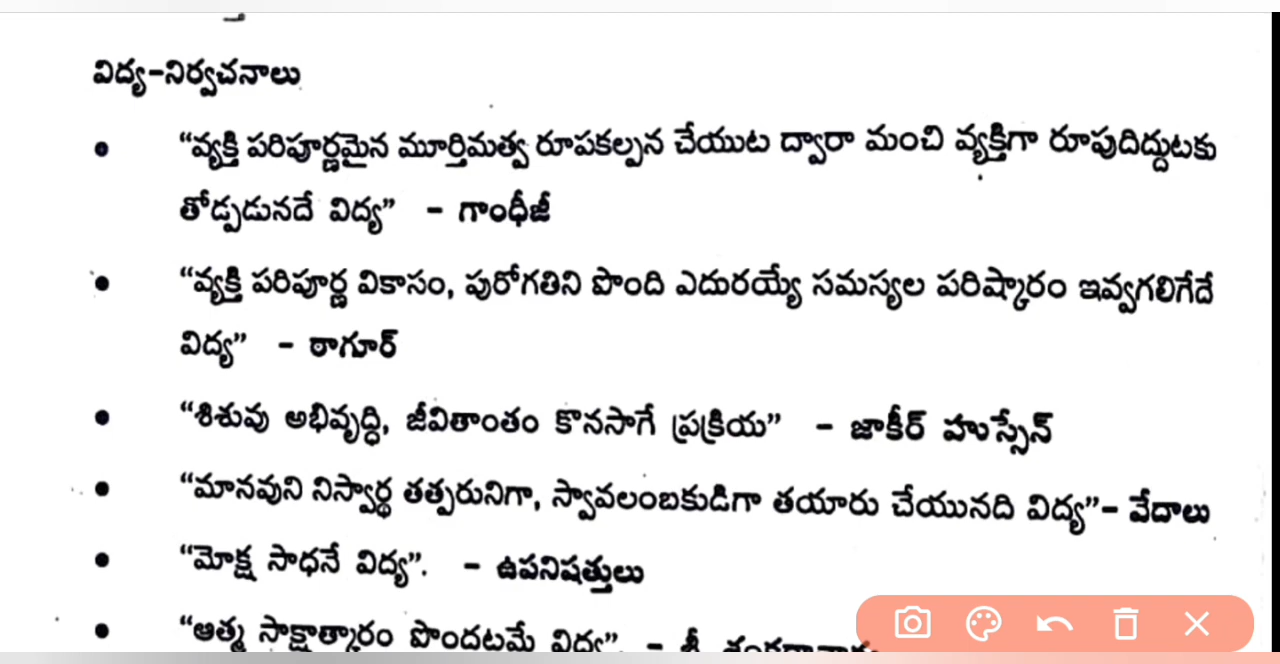 విద్య-నిర్వచనాలు
• “వ్యక్తి పరిపూర్ణమైన మూర్తిమత్వ రూపకల్పన చేయుట ద్వారా మంచి వ్యక్తిగా రూపుదిద్దుటకు
తోడ్పడునదే విద్య” - గాంధీజీ
• “వ్యక్తి పరిపూర్ణ వికాసం, పురోగతిని పొంది ఎదురయ్యే సమస్యల పరిష్కారం ఇవ్వగలిగేదే
విద్య” - ఠాగూర్
• “శిశువు అభివృద్ధి, జీవితాంతం కొనసాగే ప్రక్రియ” - జాకీర్ హుస్సేన్
• “మానవుని నిస్వార్థ తత్పరునిగా, స్వావలంబకుడిగా తయారు చేయునది విద్య”- వేదాలు
• “మోక్ష సాధనే విద్య”. - ఉపనిషత్తులు
• “ఆత్మ సాక్షాత్కారం పొందటమే విద్య”. - శ్రీ